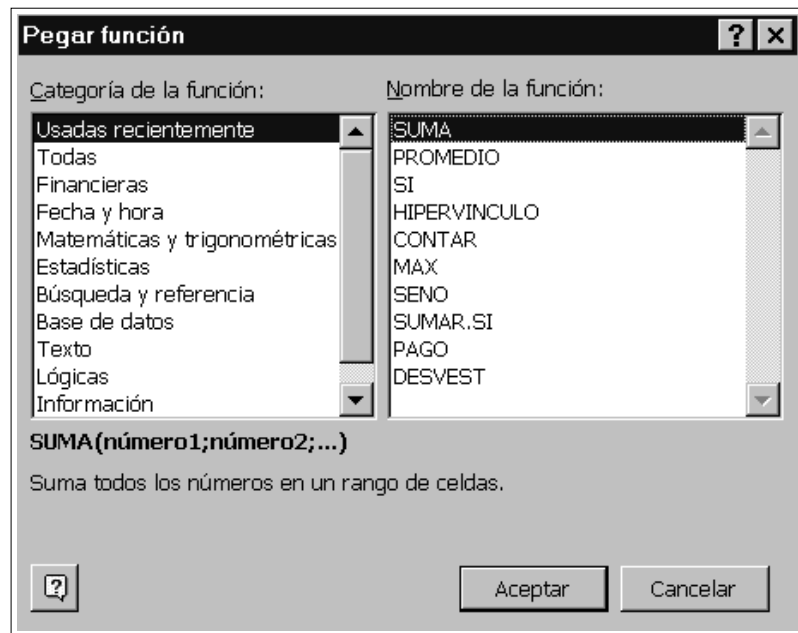 Pegar función
Categoría de la función:
Usadas recientemente
Todas
Financieras
Fecha y hora
Matemáticas y trigonométricas
Estadísticas
Búsqueda y referencia
Base de datos
Texto
Lógicas
Información
Nombre de la función:
SUMA
PROMEDIO
SI
HIPERVINCULO
CONTAR
MAX
SENO
SUMAR.SI
PAGO
DESVEST
SUMA(número1;número2;...)
Suma todos los números en un rango de celdas.
Aceptar
Cancelar